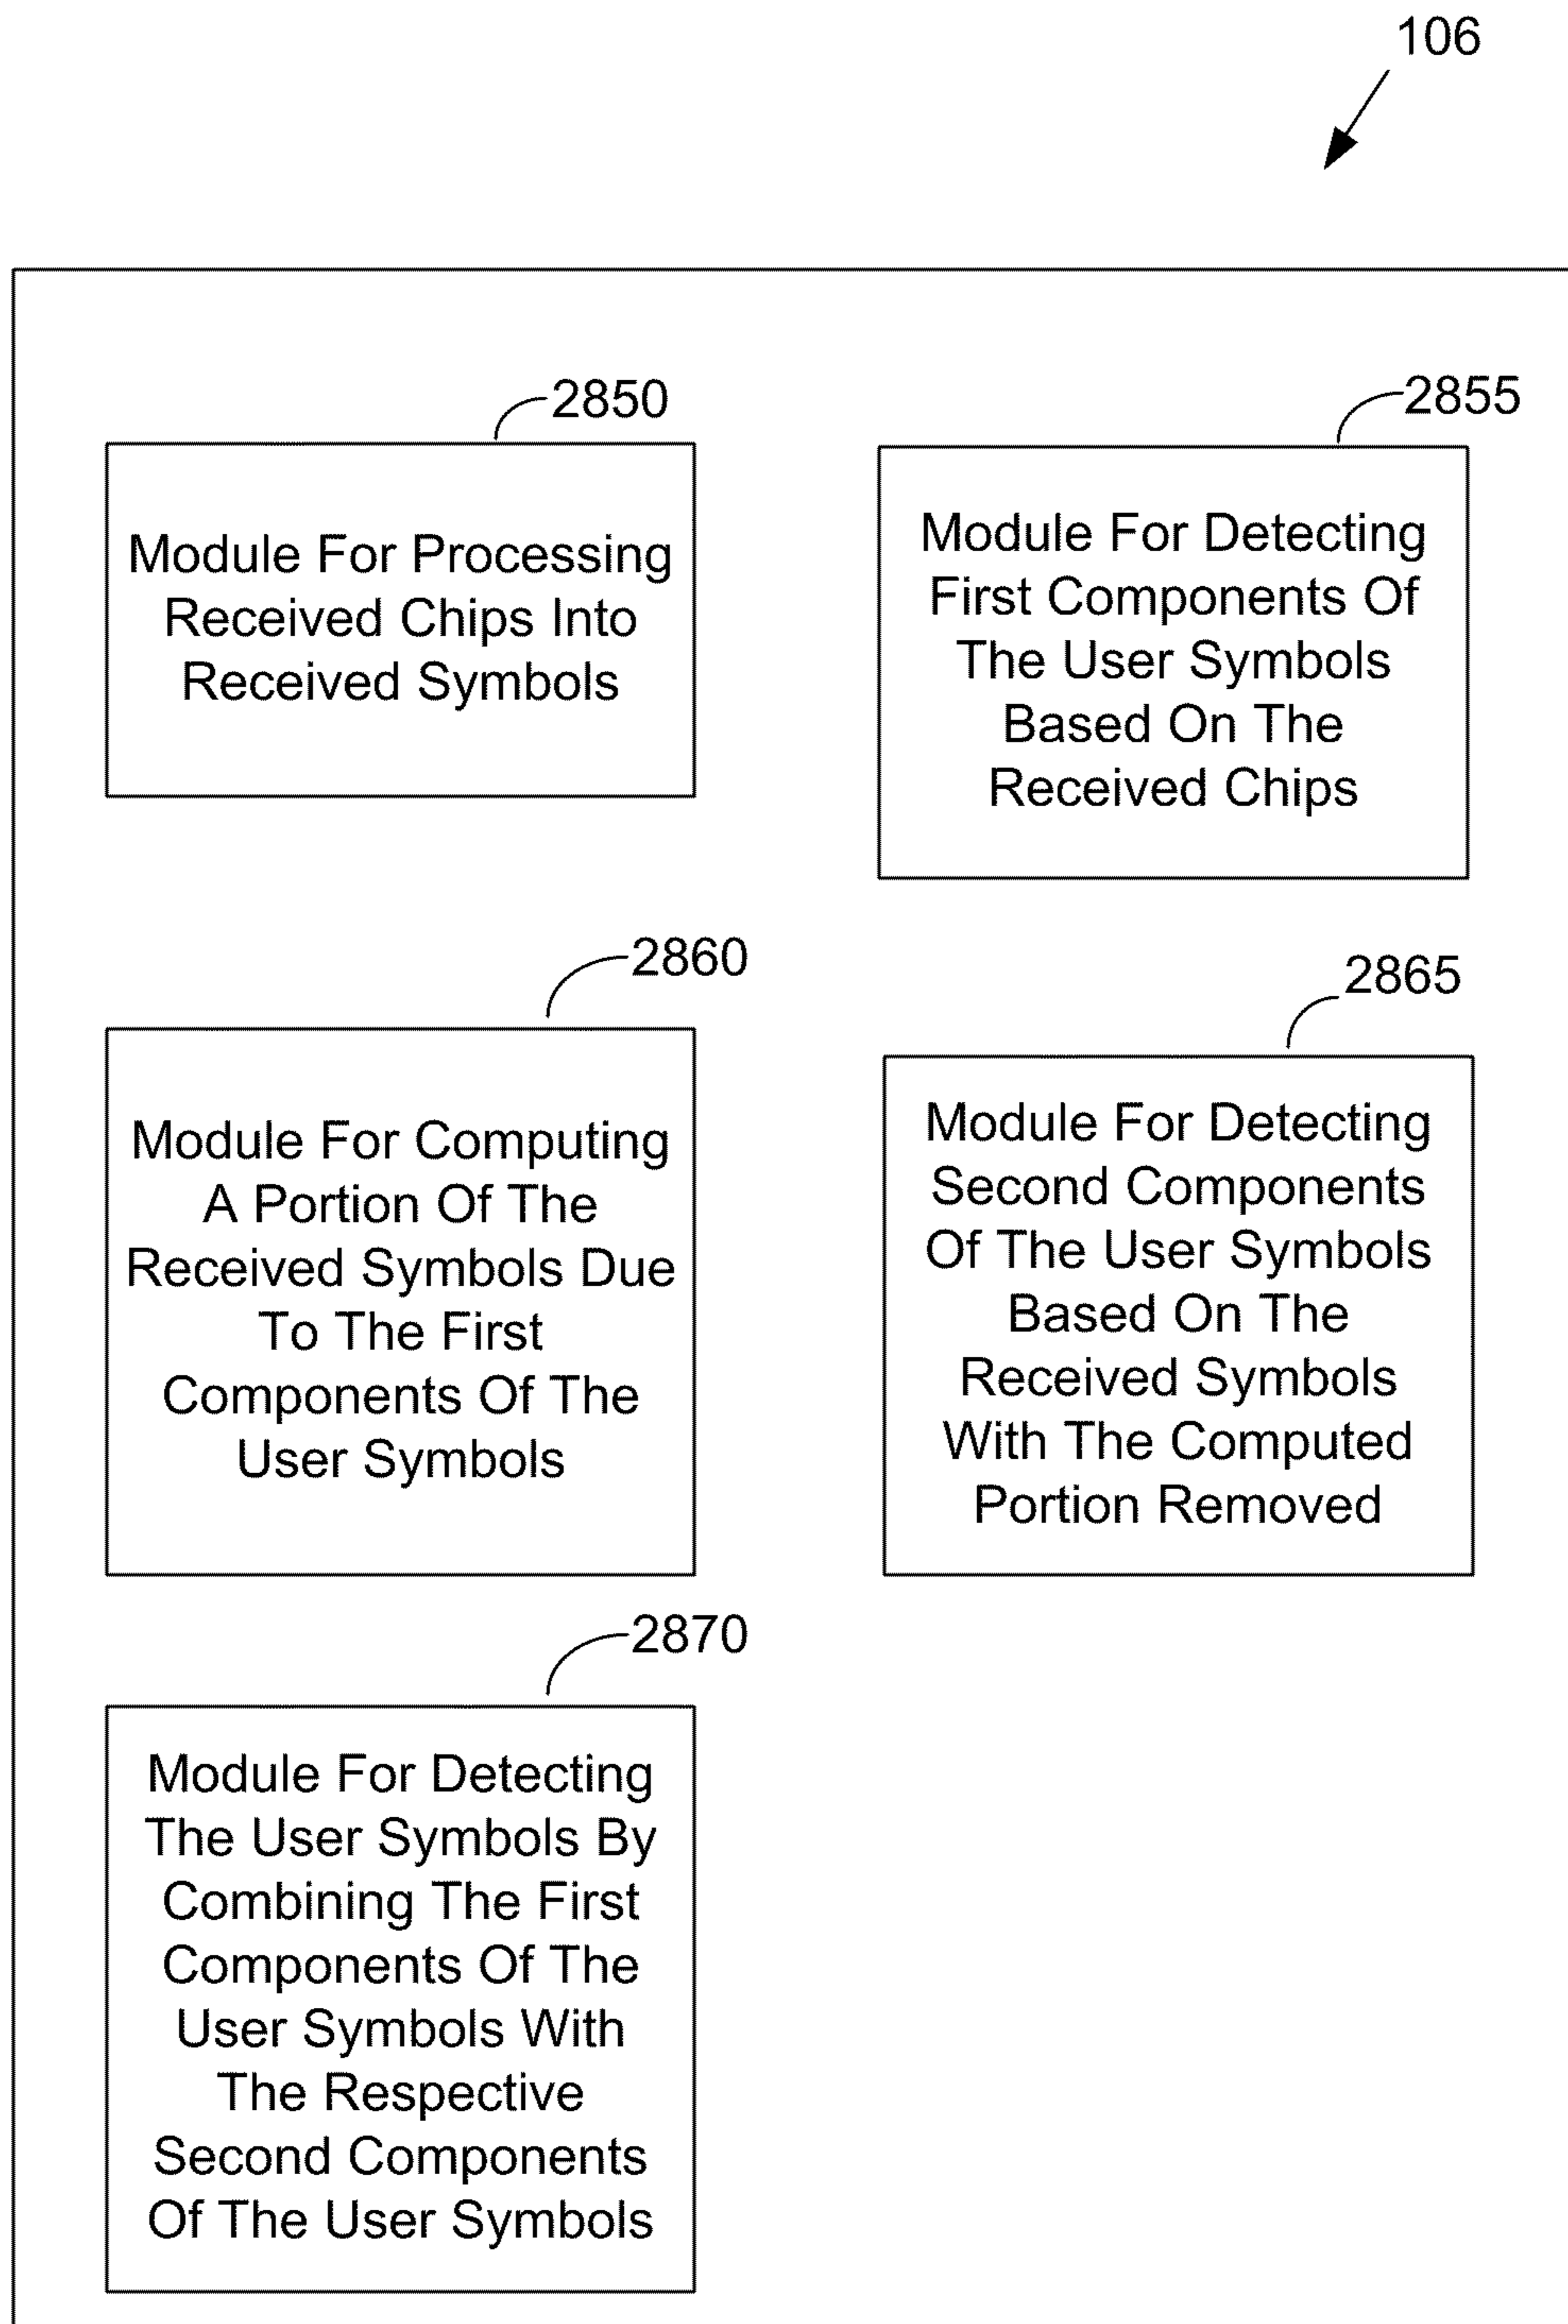 106
2850
Module For Processing
Received Chips Into
Received Symbols
2855
Module For Detecting
First Components Of
The User Symbols
Based On The
Received Chips
2860
Module For Computing
A Portion Of The
Received Symbols Due
To The First
Components Of The
User Symbols
2865
Module For Detecting
Second Components
Of The User Symbols
Based On The
Received Symbols
With The Computed
Portion Removed
2870
Module For Detecting
The User Symbols By
Combining The First
Components Of The
User Symbols With
The Respective
Second Components
Of The User Symbols